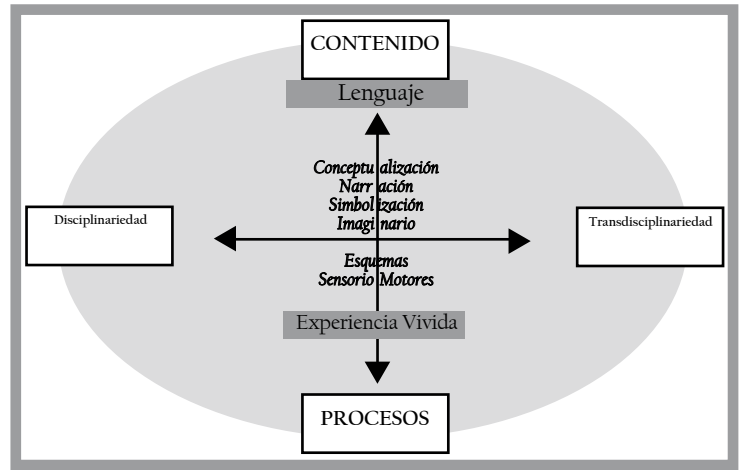 CONTENIDO
Lenguaje
Conceptualización
Narración
Simbolización
Imaginario
Disciplinariedad
Transdisciplinariedad
Esquemas
Sensorio Motores
Experiencia Vivida
PROCESOS